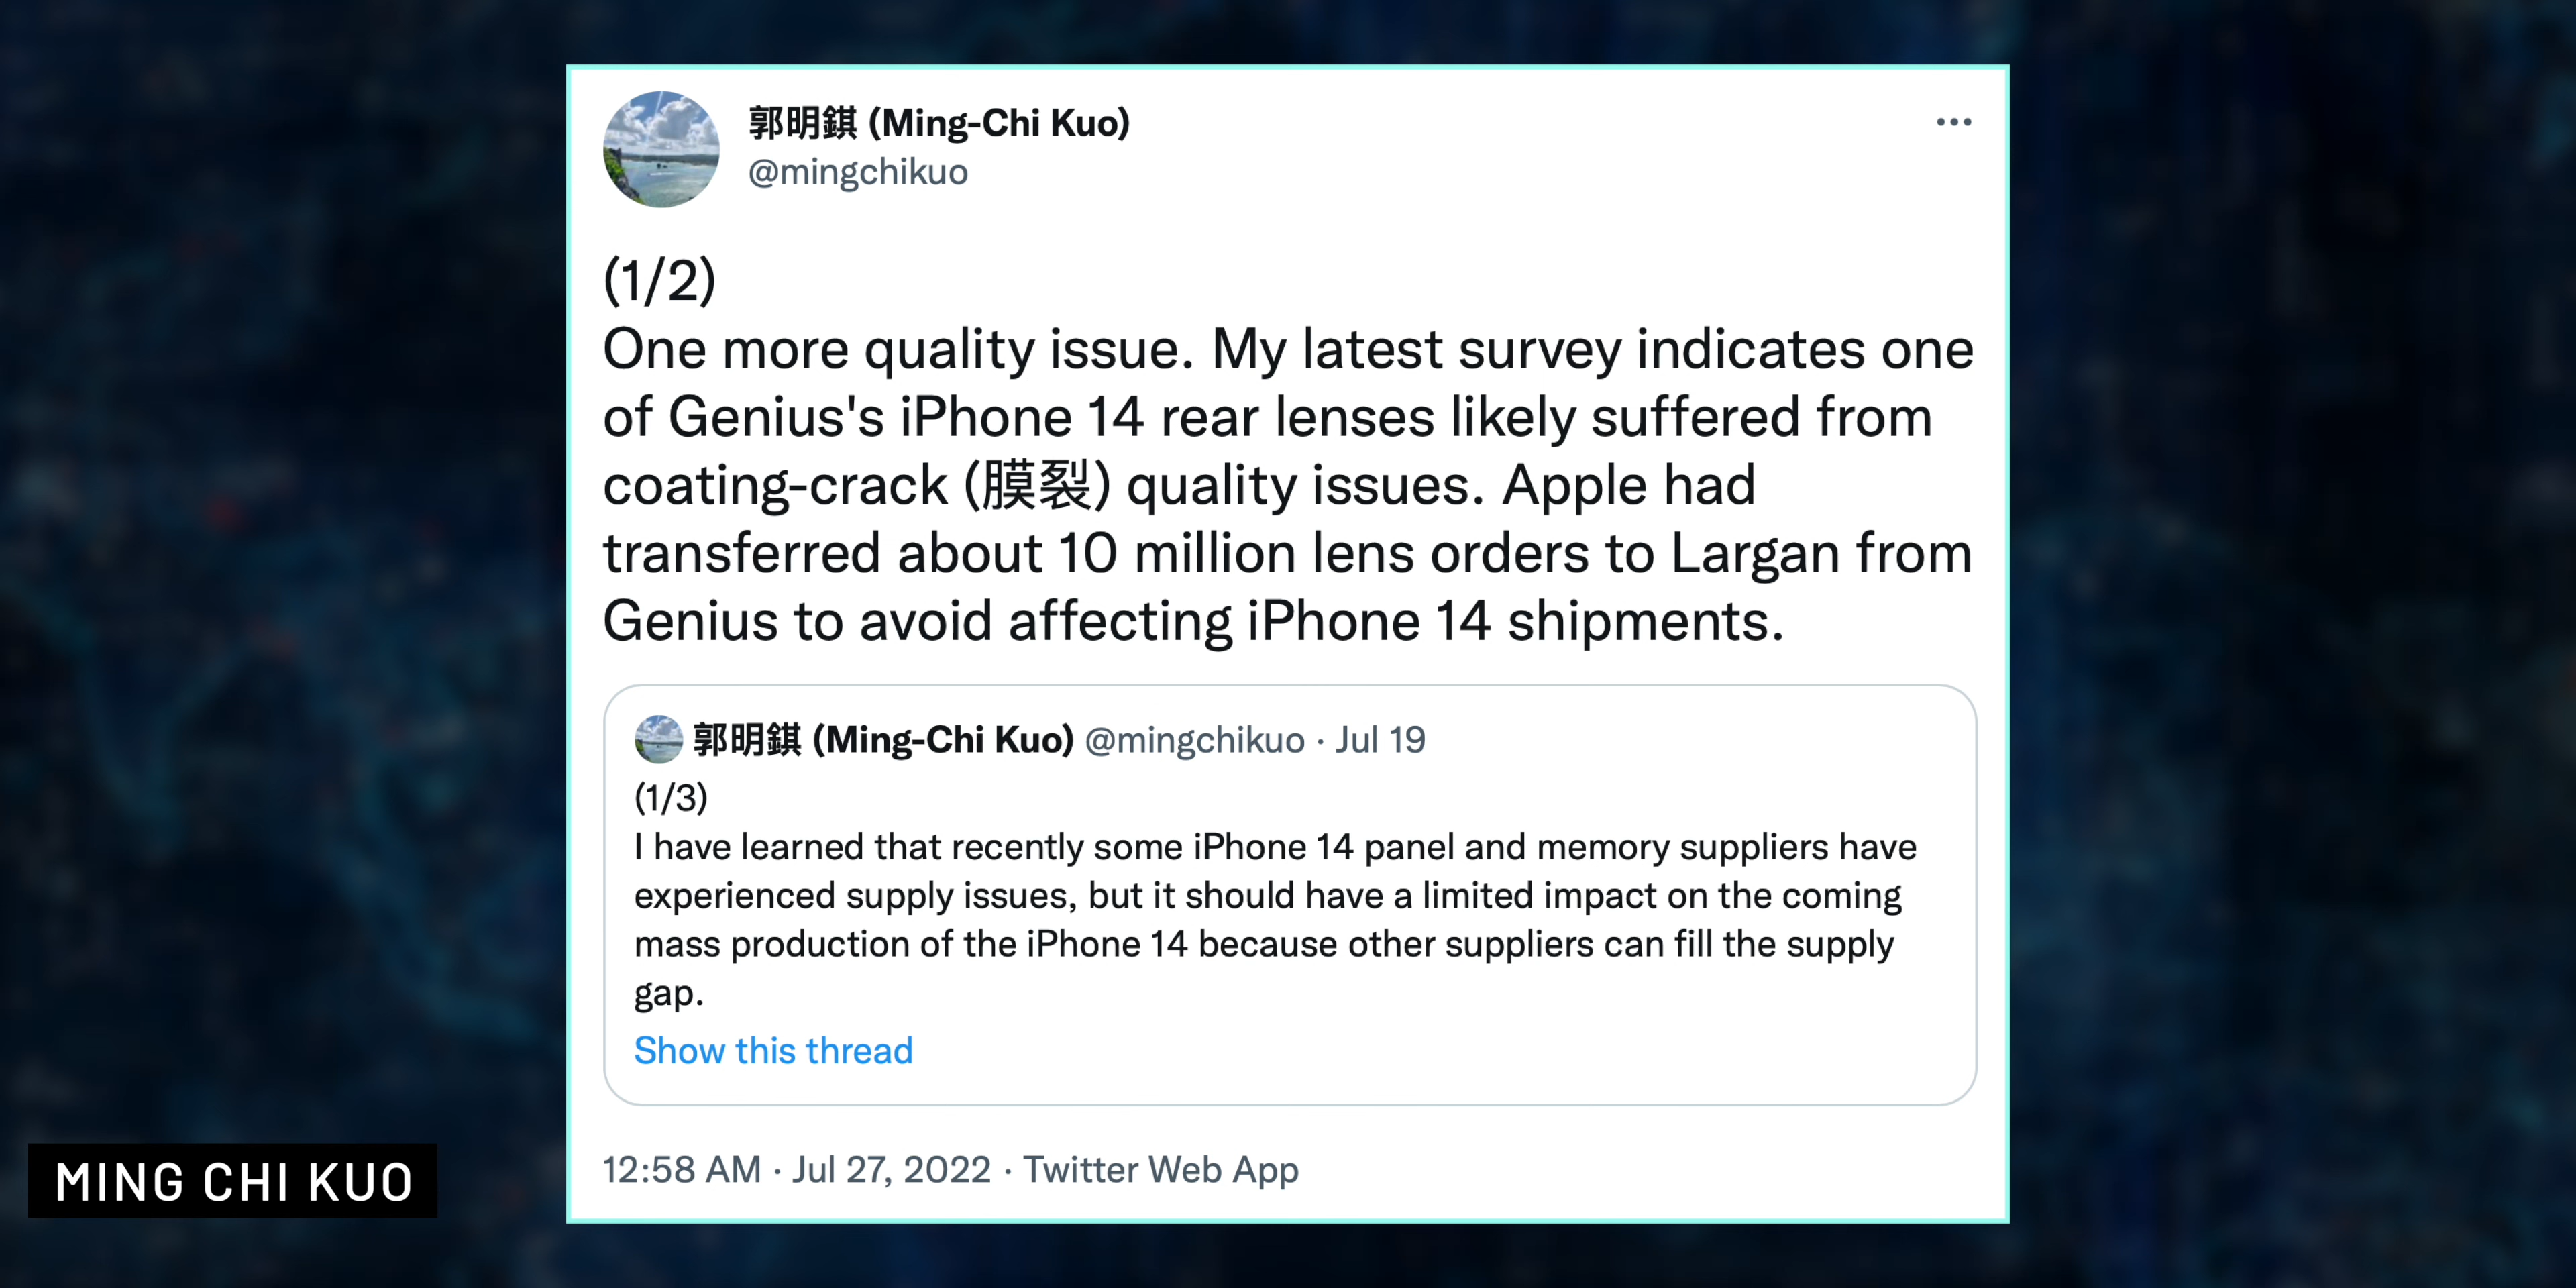 郭明錤 (Ming-Chi Kuo)
@mingchikuo
(1/2)
One more quality issue. My latest survey indicates one
of Genius's iPhone 14 rear lenses likely suffered from
coating-crack (膜裂) quality issues. Apple had
transferred about 10 million lens orders to Largan from
Genius to avoid affecting iPhone 14 shipments.
郭明錤 (Ming-Chi Kuo) @mingchikuo · Jul 19
(1/3)
I have learned that recently some iPhone 14 panel and memory suppliers have
experienced supply issues, but it should have a limited impact on the coming
mass production of the iPhone 14 because other suppliers can fill the supply
gap.
Show this thread
12:58 AM · Jul 27, 2022 · Twitter Web App
MING CHI KUO